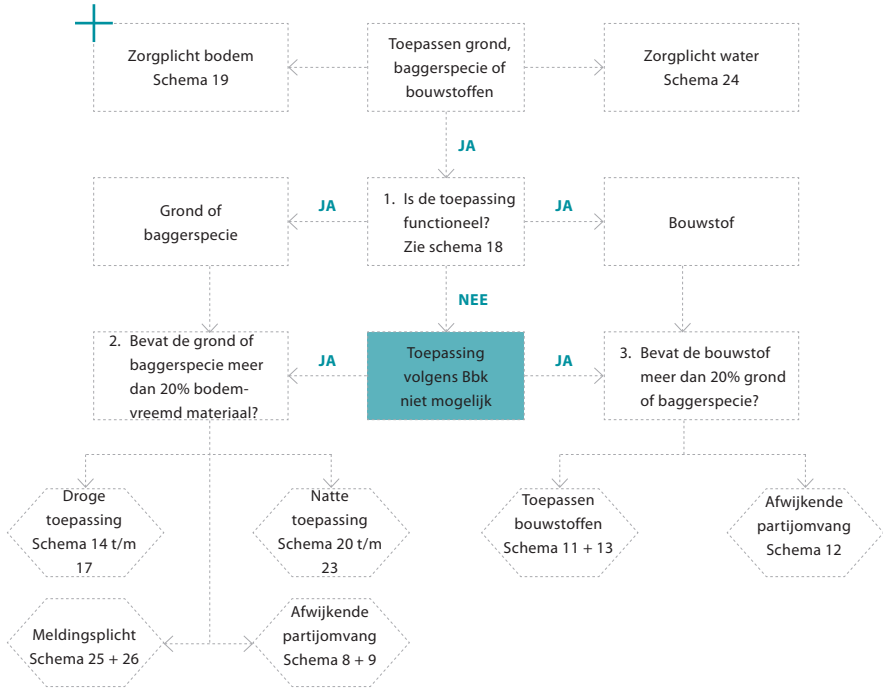 Zorgplicht bodem
Schema 19
Toepassen grond,
baggerspecie of
bouwstoffen
Zorgplicht water
Schema 24
JA
Grond of
baggerspecie
JA
1. Is de toepassing
functioneel?
Zie schema 18
JA
Bouwstof
NEE
2. Bevat de grond of
baggerspecie meer
dan 20% bodem-
vreemd materiaal?
JA
Toepassing
volgens Bbk
niet mogelijk
JA
3. Bevat de bouwstof
meer dan 20% grond
of baggerspecie?
Droge
toepassing
Schema 14 t/m
17
Natte
toepassing
Schema 20 t/m
23
Toepassen
bouwstoffen
Schema 11 + 13
Afwijkende
partijomvang
Schema 12
Meldingsplicht
Schema 25 + 26
Afwijkende
partijomvang
Schema 8 + 9